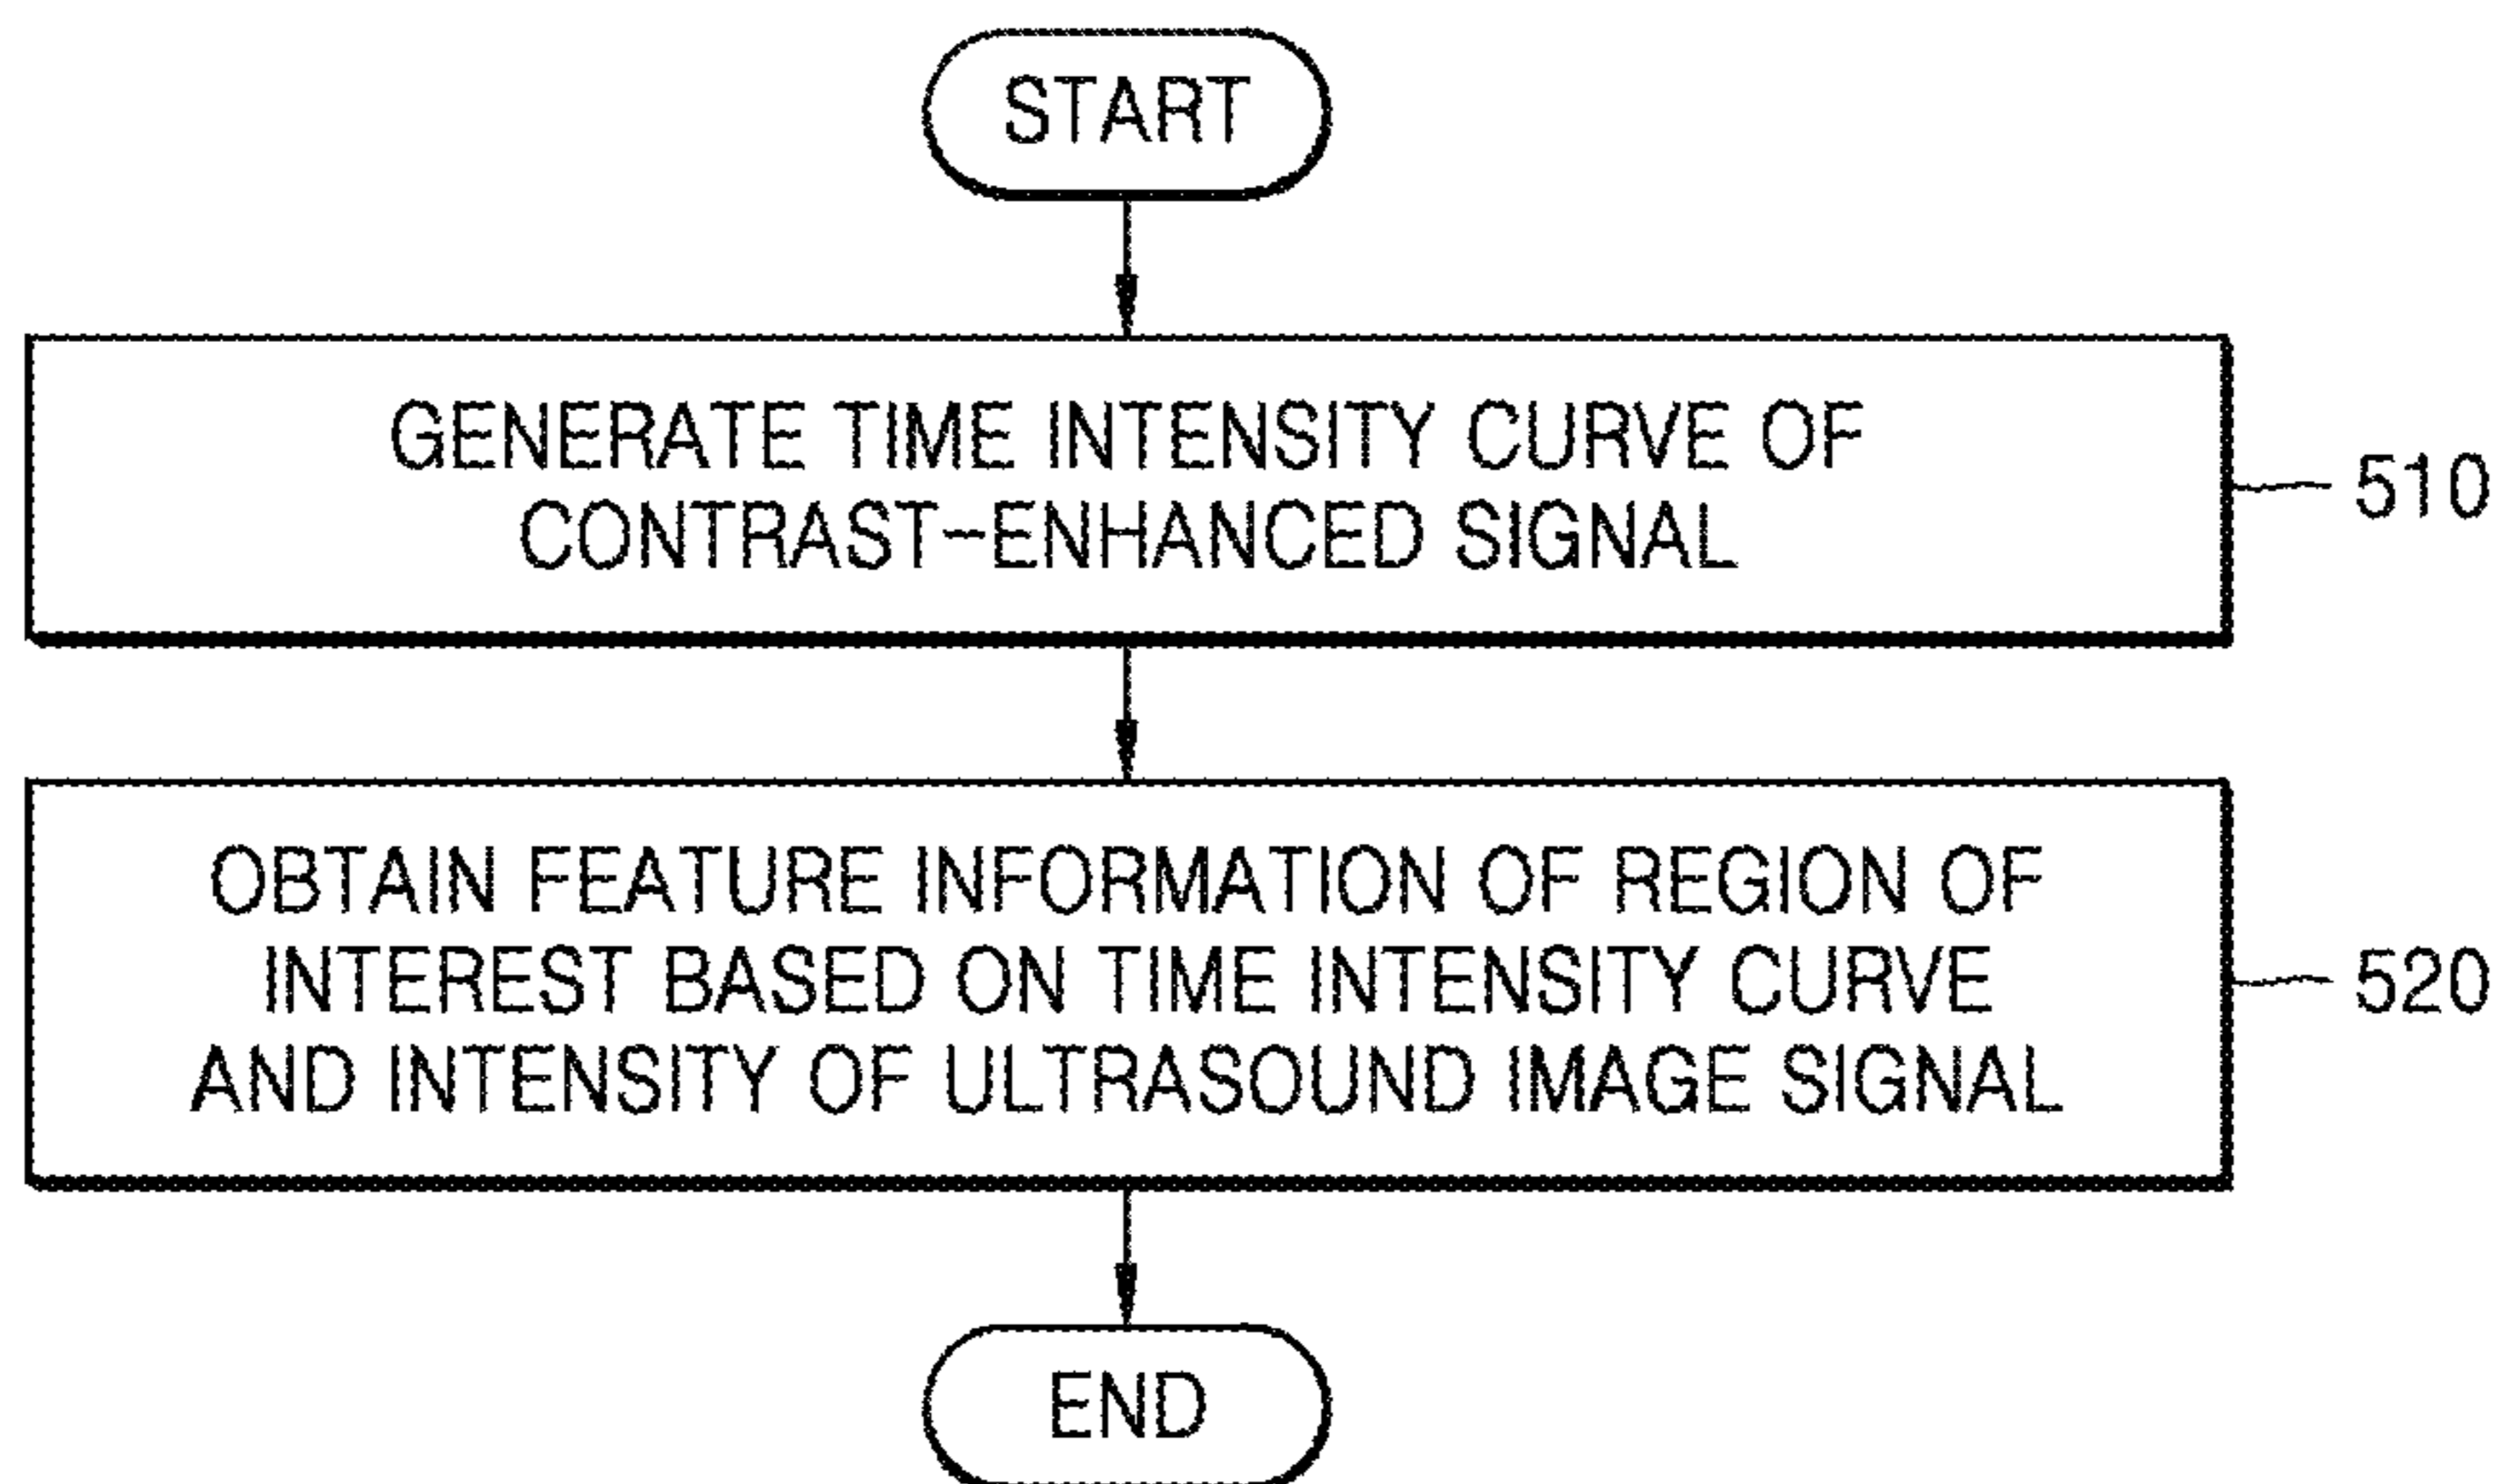 START
GENERATE TIME INTENSITY CURVE OF
CONTRAST-ENHANCED SIGNAL
510
OBTAIN FEATURE INFORMATION OF REGION OF
INTEREST BASED ON TIME INTENSITY CURVE
AND INTENSITY OF ULTRASOUND IMAGE SIGNAL
520
END